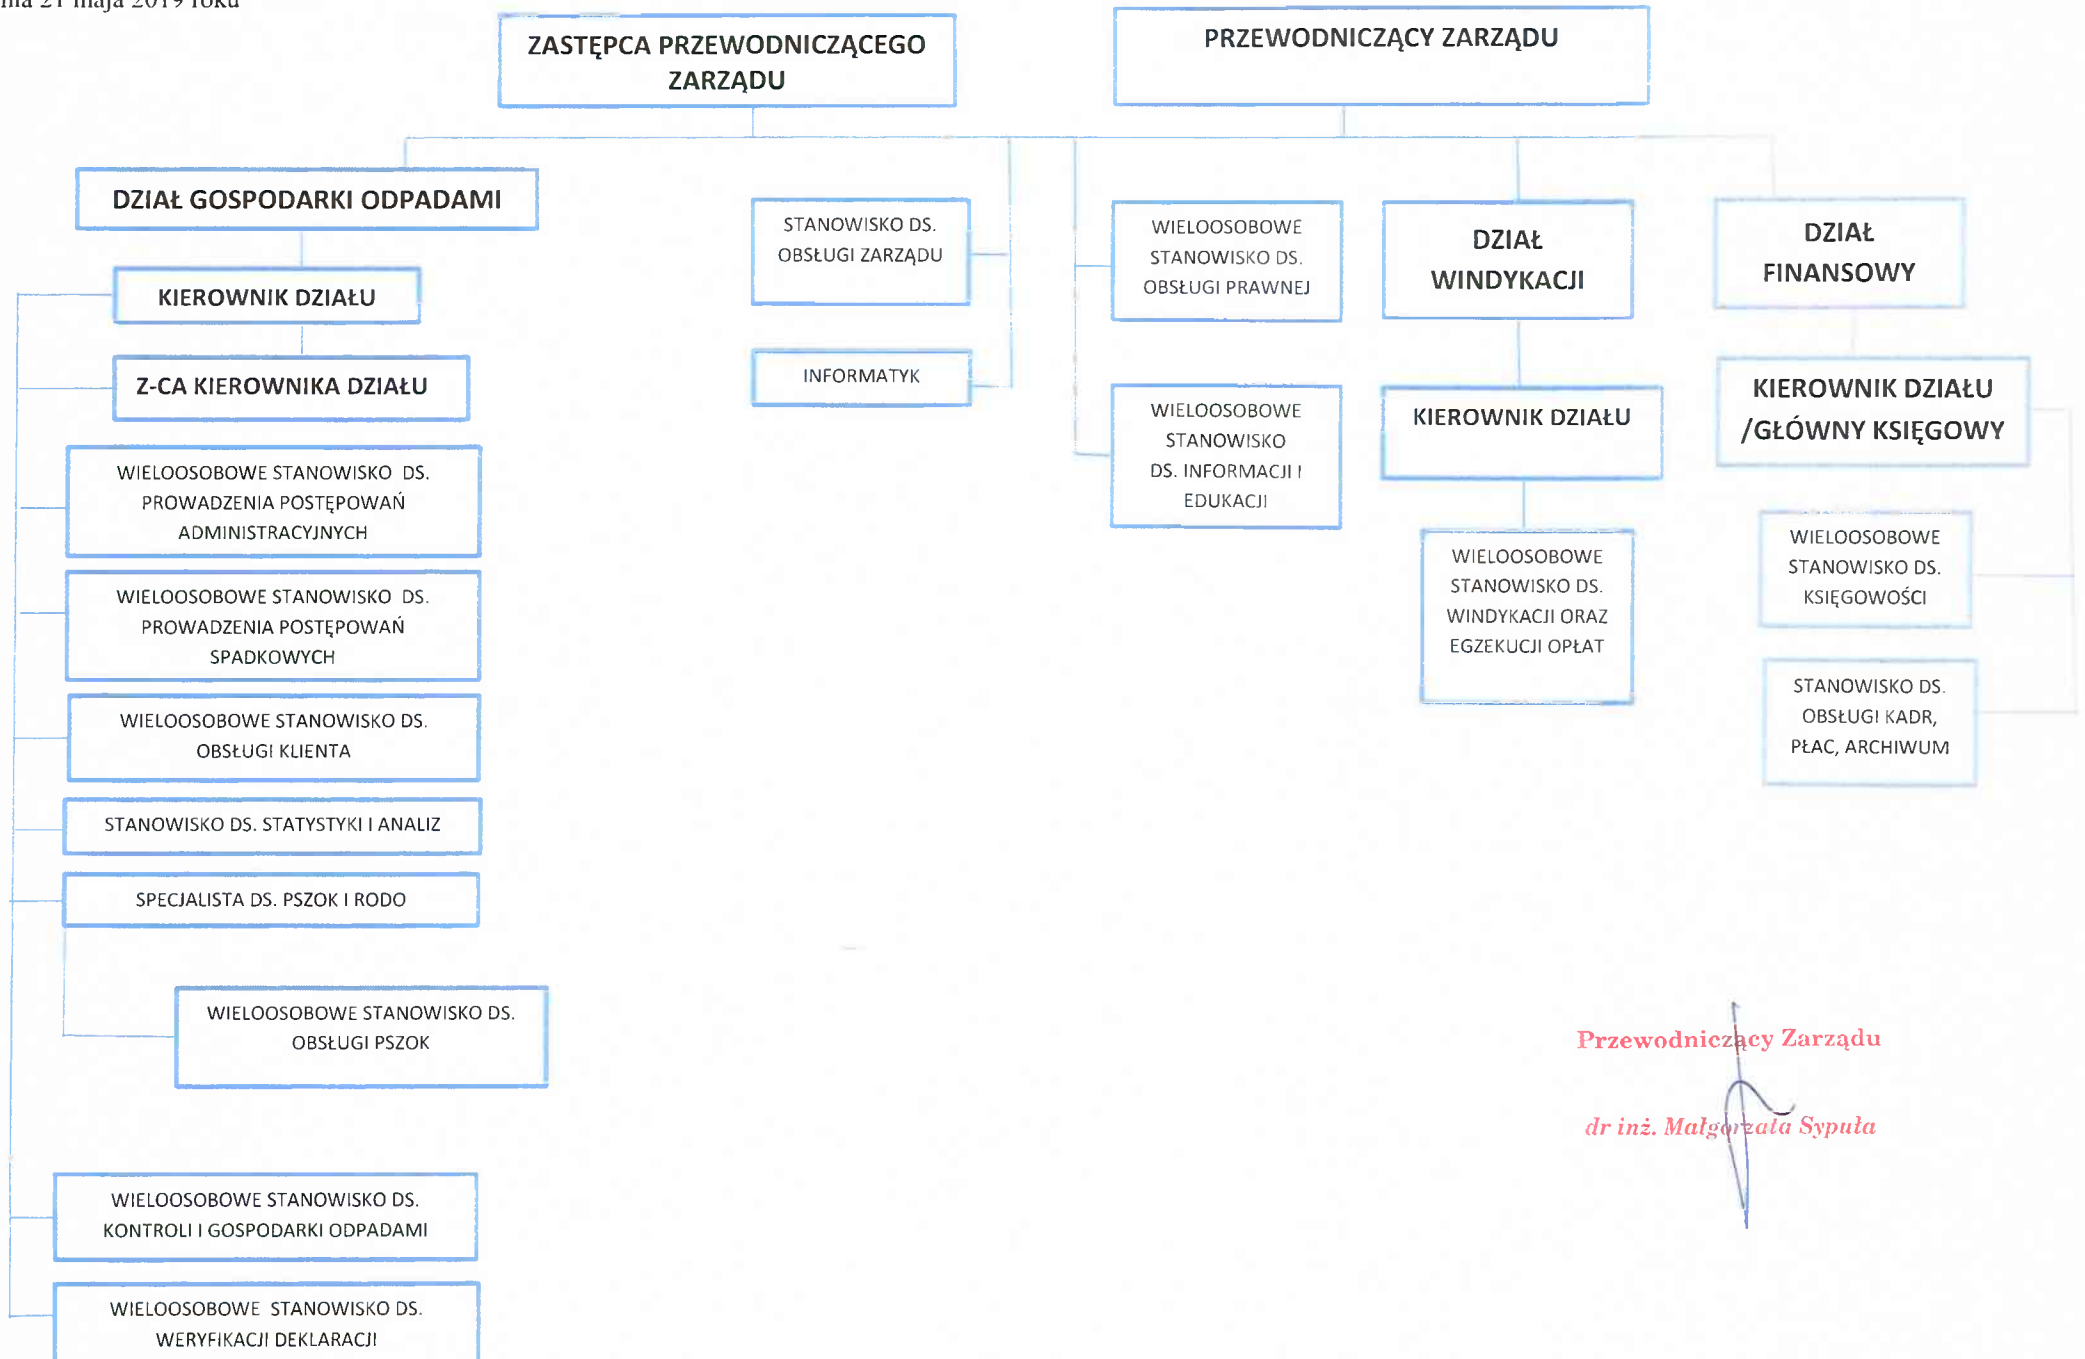 21 maja 2019 roku
ZASTĘPCA PRZEWODNICZĄCEGO
ZARZĄDU
PRZEWODNICZĄCY ZARZĄDU
DZIAŁ GOSPODARKI ODPADAMI
KIEROWNIK DZIAŁU
Z-CA KIEROWNIKA DZIAŁU
WIELOOSOBOWE STANOWISKO DS.
PROWADZENIA POSTĘPOWAŃ
ADMINISTRACYJNYCH
WIELOOSOBOWE STANOWISKO DS.
PROWADZENIA POSTĘPOWAŃ
SPADKOWYCH
WIELOOSOBOWE STANOWISKO DS.
OBSŁUGI KLIENTA
STANOWISKO DS. STATYSTYKI I ANALIZ
SPECJALISTA DS. PSZOK I RODO
WIELOOSOBOWE STANOWISKO DS.
OBSŁUGI PSZOK
WIELOOSOBOWE STANOWISKO DS.
KONTROLI I GOSPODARKI ODPADAMI
WIELOOSOBOWE STANOWISKO DS.
WERYFIKACJI DEKLARACJI
STANOWISKO DS.
OBSŁUGI ZARZĄDU
INFORMATYK
WIELOOSOBOWE
STANOWISKO DS.
OBSŁUGI PRAWNEJ
WIELOOSOBOWE
STANOWISKO
DS. INFORMACJI I
EDUKACJI
DZIAŁ
WINDYKACJI
KIEROWNIK DZIAŁU
WIELOOSOBOWE
STANOWISKO DS.
WINDYKACJI ORAZ
EGZEKUCJI OPŁAT
DZIAŁ
FINANSOWY
KIEROWNIK DZIAŁU
/GŁÓWNY KSIĘGOWY
WIELOOSOBOWE
STANOWISKO DS.
KSIĘGOWOŚCI
STANOWISKO DS.
OBSŁUGI KADR,
PŁAC, ARCHIWUM
Przewodniczący Zarządu
dr inż. Małgorzata Sypuła